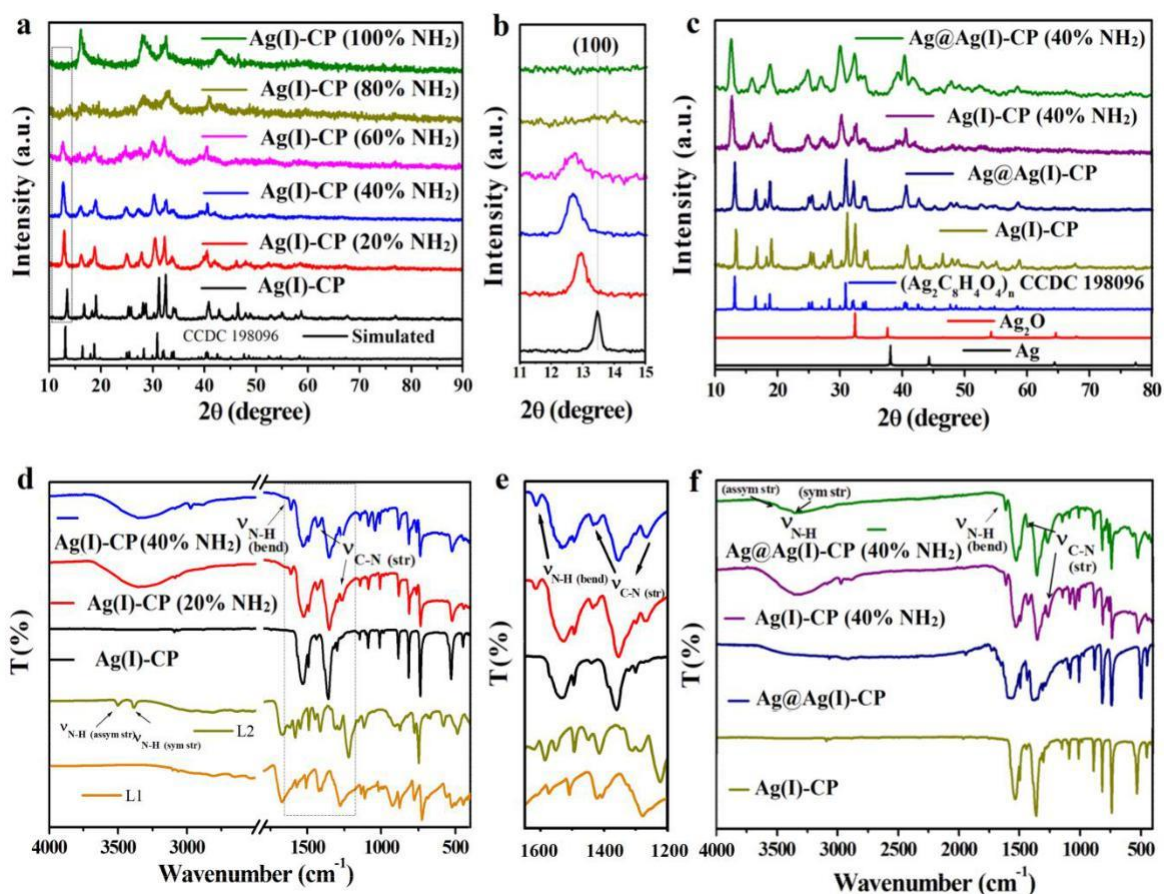 a
Ag(I)-CP (100% NH₂)
Ag(I)-CP (80% NH₂)
Ag(I)-CP (60% NH₂)
Ag(I)-CP (40% NH₂)
Ag(I)-CP (20% NH₂)
Ag(I)-CP
CCDC 198096
Simulated
Intensity (a.u.)
10 20 30 40 50 60 70 80 90
2θ (degree)
b
(100)
Intensity (a.u.)
11 12 13 14 15
2θ (degree)
c
Ag@Ag(I)-CP (40% NH₂)
Ag(I)-CP (40% NH₂)
Ag@Ag(I)-CP
Ag(I)-CP
(Ag₂C₈H₄O₄)ₙ CCDC 198096
Ag₂O
Ag
Intensity (a.u.)
10 20 30 40 50 60 70 80
2θ (degree)
d
ν N-H (bend)
Ag(I)-CP (40% NH₂)
ν C-N (str)
Ag(I)-CP (20% NH₂)
Ag(I)-CP
ν N-H (assym str)
ν N-H (sym str)
L2
L1
T(%)
4000 3500 3000 1500 1000 500
Wavenumber (cm⁻¹)
e
ν N-H (bend)
ν C-N (str)
T(%)
1600 1400 1200
f
(assym str)
(sym str)
ν N-H
ν N-H (bend)
ν C-N (str)
Ag@Ag(I)-CP (40% NH₂)
Ag(I)-CP (40% NH₂)
Ag@Ag(I)-CP
Ag(I)-CP
T(%)
4000 3500 3000 2500 2000 1500 1000 500
Wavenumber (cm⁻¹)